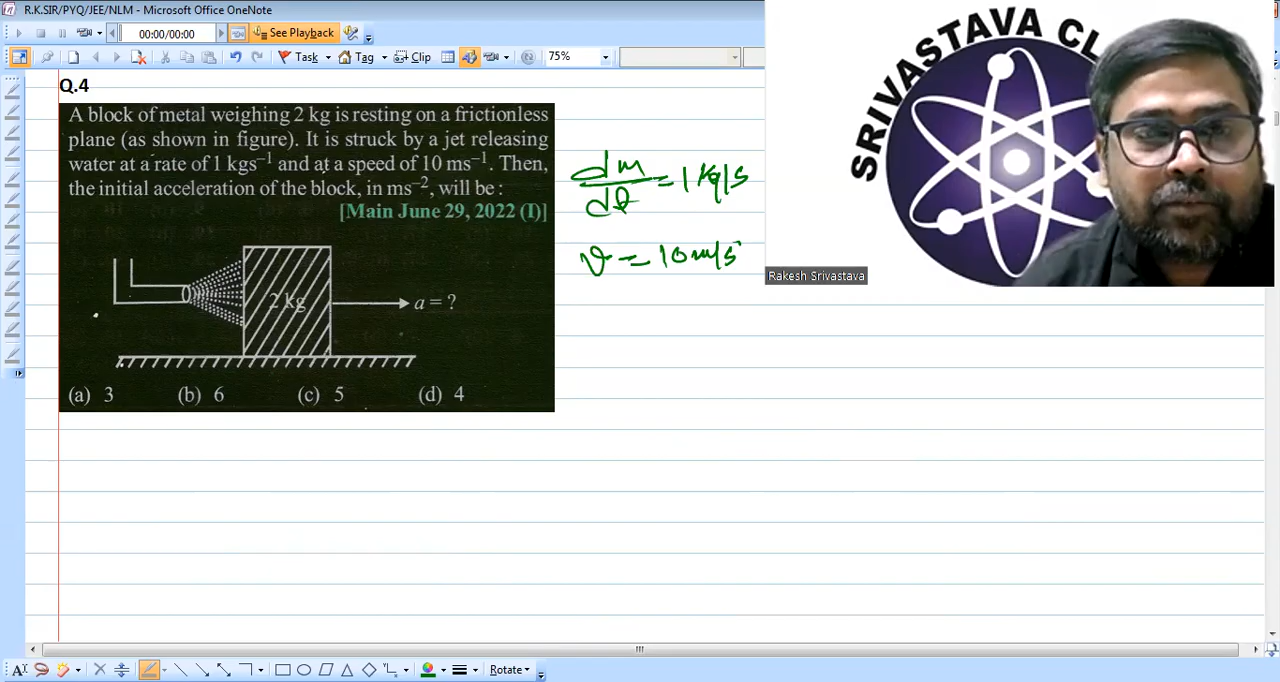 R.K.SIR/PYQ/JEE/NLM - Microsoft Office OneNote
00:00/00:00
See Playback
Task
Tag
Clip
75%
SRIVASTAVA CL
Q.4
A block of metal weighing 2 kg is resting on a frictionless
plane (as shown in figure). It is struck by a jet releasing
water at a rate of 1 kgs⁻¹ and at a speed of 10 ms⁻¹. Then,
the initial acceleration of the block, in ms⁻², will be :
[Main June 29, 2022 (I)]
2 kg
a = ?
(a) 3 (b) 6 (c) 5 (d) 4
dm/dt = 1 kg/s
v = 10 m/s
Rakesh Srivastava
Rotate